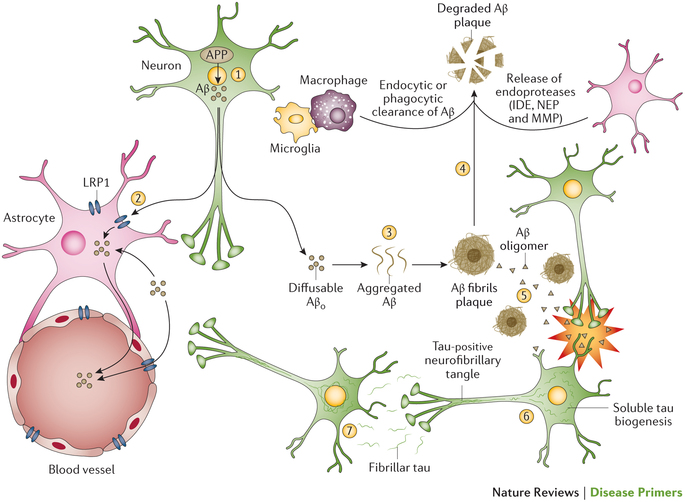 Degraded Aβ
plaque
APP
1
Neuron
Aβ
Macrophage
Endocytic or
phagocytic
clearance of Aβ
Release of
endoproteases
(IDE, NEP
and MMP)
Microglia
4
LRP1
2
Astrocyte
3
Aβ
oligomer
Diffusable
Aβo
Aggregated
Aβ
Aβ fibrils
plaque
5
Tau-positive
neurofibrillary
tangle
6
Soluble tau
biogenesis
7
Fibrillar tau
Blood vessel
Nature Reviews | Disease Primers